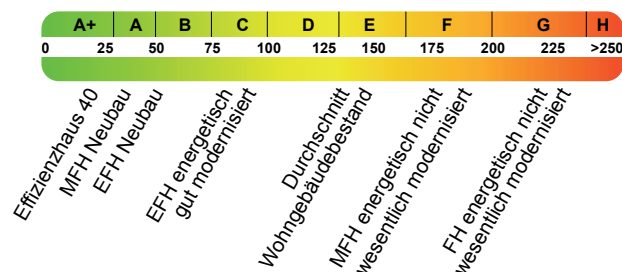 A+ A B C D E F G H
0 25 50 75 100 125 150 175 200 225 >250
Effizienzhaus 40
MFH Neubau
EFH Neubau
EFH energetisch
gut modernisiert
Durchschnitt
Wohngebäudebestand
MFH energetisch nicht
wesentlich modernisiert
FH energetisch nicht
wesentlich modernisiert